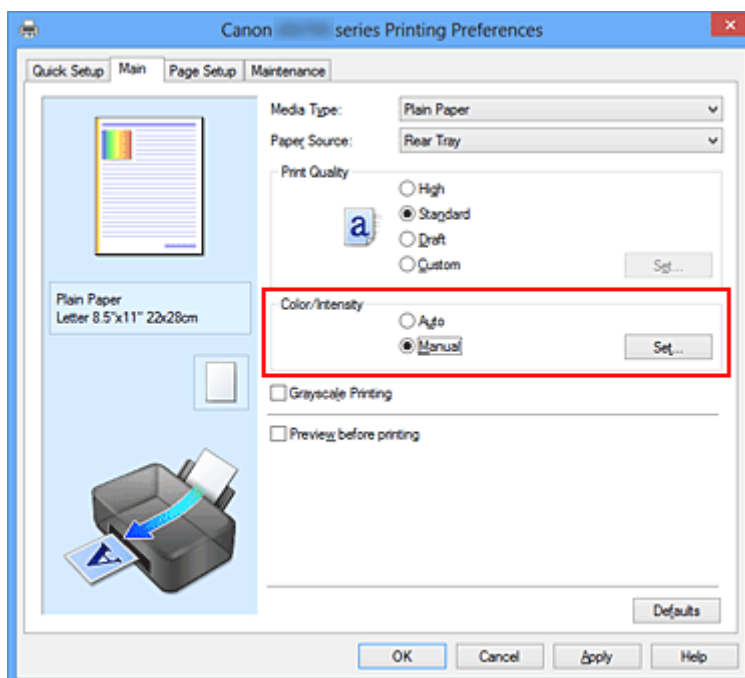 Canon series Printing Preferences
Quick Setup Main Page Setup Maintenance
Media Type: Plain Paper
Paper Source: Rear Tray
Print Quality
High
a Standard
Draft
Custom Set...
Plain Paper
Letter 8.5"x11" 22x28cm
Color/Intensity
Auto
Manual Set...
Grayscale Printing
Preview before printing
A
Defaults
OK Cancel Apply Help